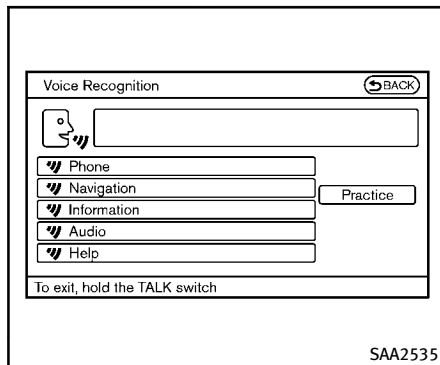 Voice Recognition
BACK
Phone
Navigation
Practice
Information
Audio
Help
To exit, hold the TALK switch
SAA2535